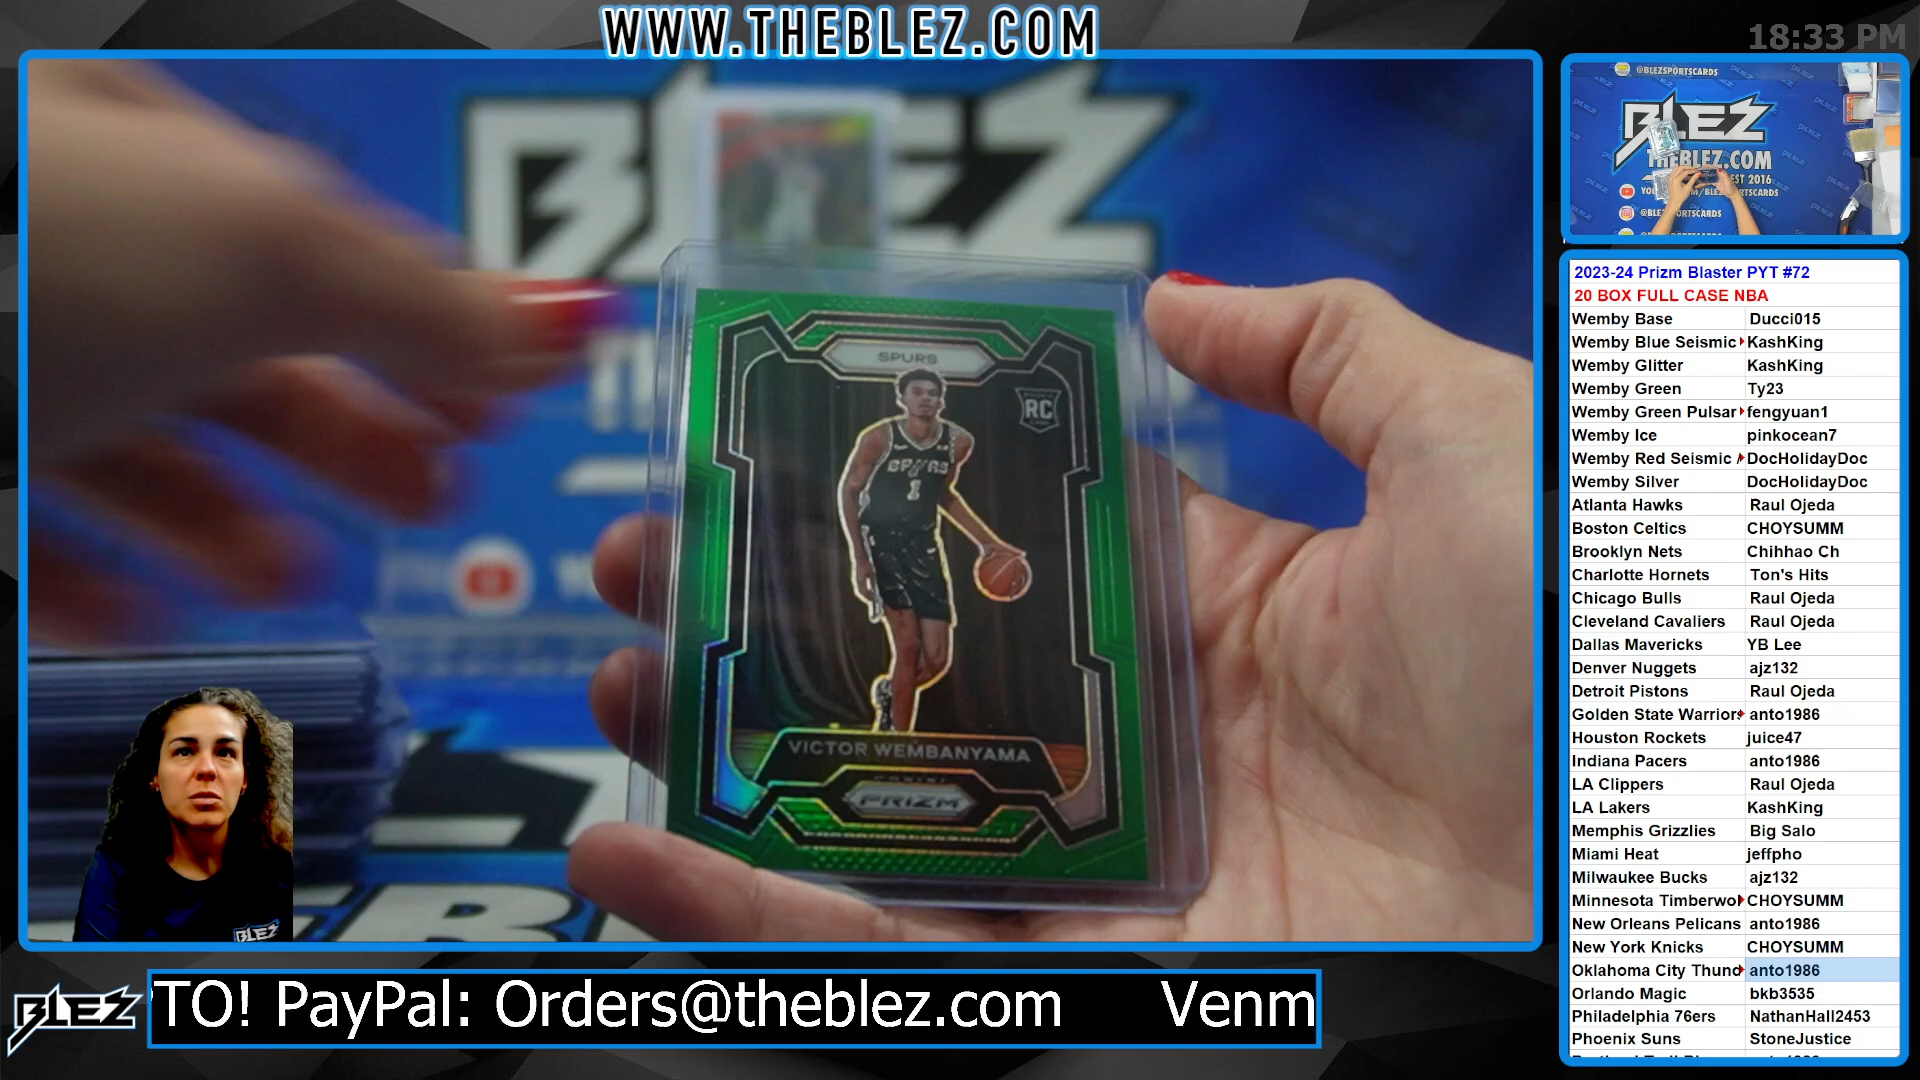 WWW.THEBLEZ.COM
18:33 PM
BLEZ
SPURS
RC
SPURS
1
VICTOR WEMBANYAMA
PANINI
PRIZM
BLEZ
@BLEZSPORTSCARDS
BLEZ
THEBLEZ.COM
EST 2016
@BLEZ
ORTSCARDS
2023-24 Prizm Blaster PYT #72
20 BOX FULL CASE NBA
Wemby Base Ducci015
Wemby Blue Seismic KashKing
Wemby Glitter KashKing
Wemby Green Ty23
Wemby Green Pulsar fengyuan1
Wemby Ice pinkocean7
Wemby Red Seismic DocHolidayDoc
Wemby Silver DocHolidayDoc
Atlanta Hawks Raul Ojeda
Boston Celtics CHOYSUMM
Brooklyn Nets Chihhao Ch
Charlotte Hornets Ton's Hits
Chicago Bulls Raul Ojeda
Cleveland Cavaliers Raul Ojeda
Dallas Mavericks YB Lee
Denver Nuggets ajz132
Detroit Pistons Raul Ojeda
Golden State Warriors anto1986
Houston Rockets juice47
Indiana Pacers anto1986
LA Clippers Raul Ojeda
LA Lakers KashKing
Memphis Grizzlies Big Salo
Miami Heat jeffpho
Milwaukee Bucks ajz132
Minnesota Timberwol CHOYSUMM
New Orleans Pelicans anto1986
New York Knicks CHOYSUMM
Oklahoma City Thund anto1986
Orlando Magic bkb3535
Philadelphia 76ers NathanHall2453
Phoenix Suns StoneJustice
BLEZ
TO! PayPal: Orders@theblez.com Venm